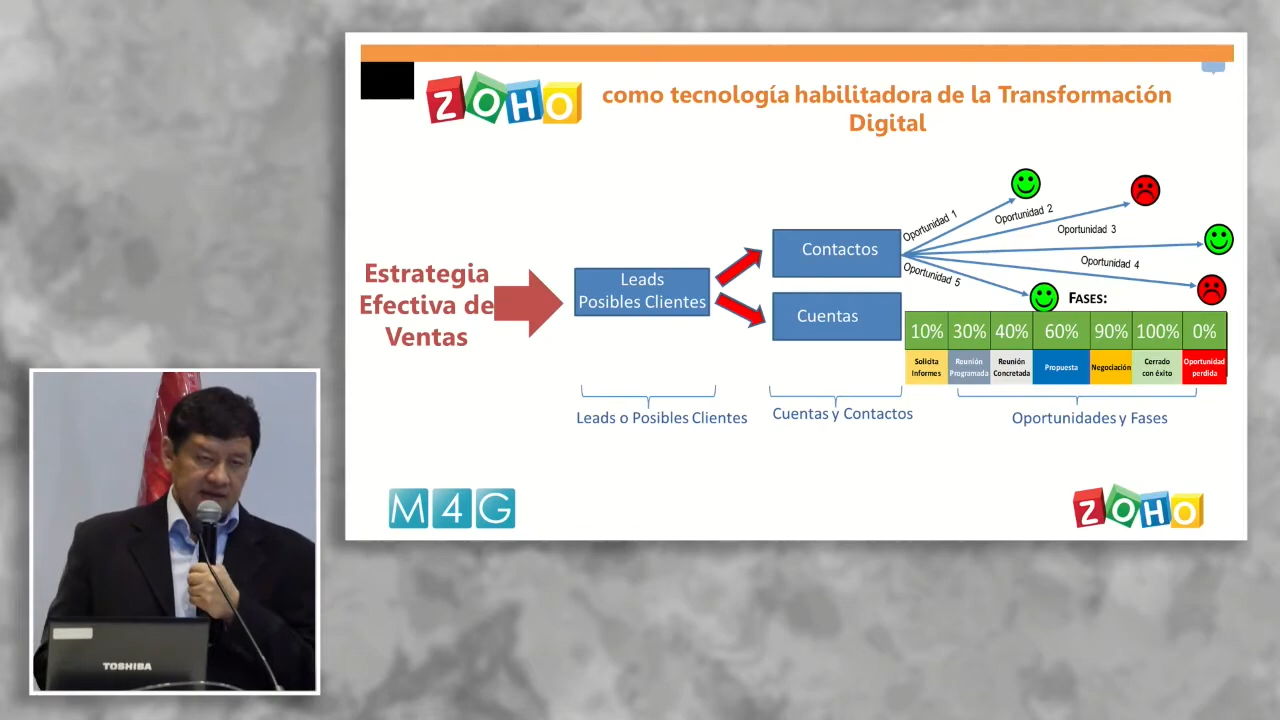 ZOHO
como tecnología habilitadora de la Transformación
Digital
Oportunidad 1
Oportunidad 2
Oportunidad 3
Oportunidad 4
Oportunidad 5
Contactos
Estrategia
Efectiva de
Ventas
Leads
Posibles Clientes
Cuentas
FASES:
10% 30% 40% 60% 90% 100% 0%
Solicita
Informes
Reunión
Programada
Reunión
Concretada
Propuesta
Negociación
Cerrado
con éxito
Oportunidad
perdida
Leads o Posibles Clientes
Cuentas y Contactos
Oportunidades y Fases
M4G
ZOHO
TOSHIBA